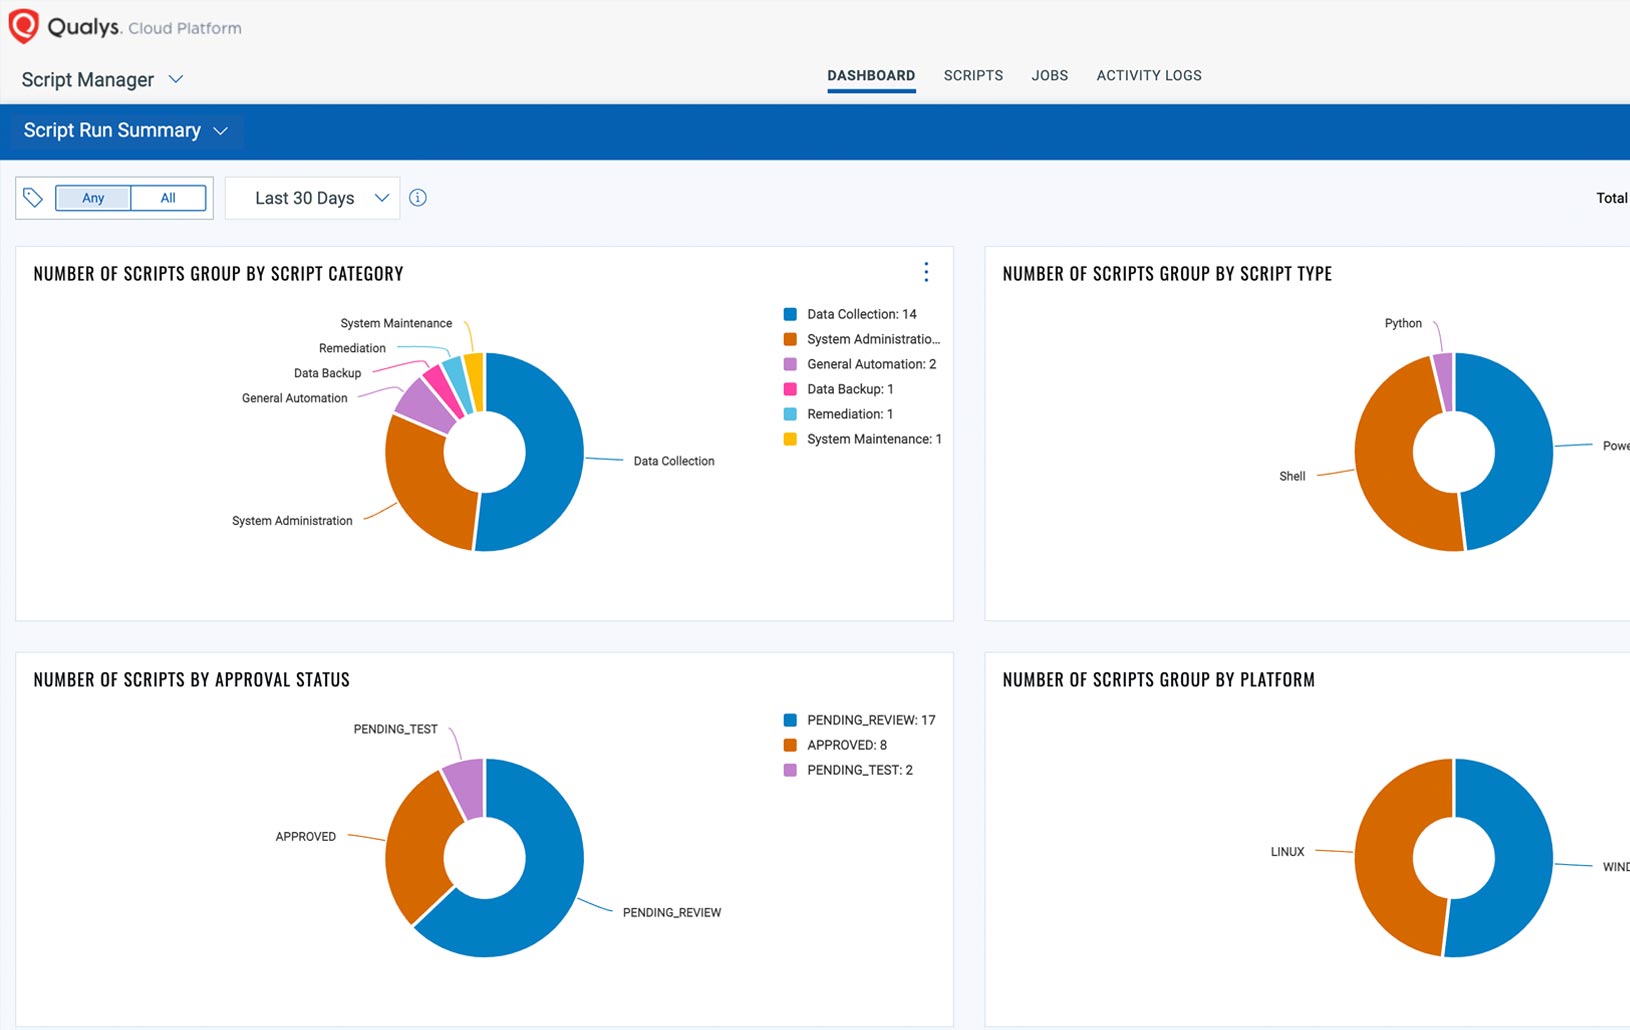 Qualys. Cloud Platform
Script Manager
DASHBOARD SCRIPTS JOBS ACTIVITY LOGS
Script Run Summary
Any All Last 30 Days Total
NUMBER OF SCRIPTS GROUP BY SCRIPT CATEGORY
System Maintenance
Remediation
Data Backup
General Automation
System Administration
Data Collection
Data Collection: 14
System Administratio...
General Automation: 2
Data Backup: 1
Remediation: 1
System Maintenance: 1
NUMBER OF SCRIPTS GROUP BY SCRIPT TYPE
Python
Shell
Powe
NUMBER OF SCRIPTS BY APPROVAL STATUS
PENDING_TEST
APPROVED
PENDING_REVIEW
PENDING_REVIEW: 17
APPROVED: 8
PENDING_TEST: 2
NUMBER OF SCRIPTS GROUP BY PLATFORM
LINUX
WIND